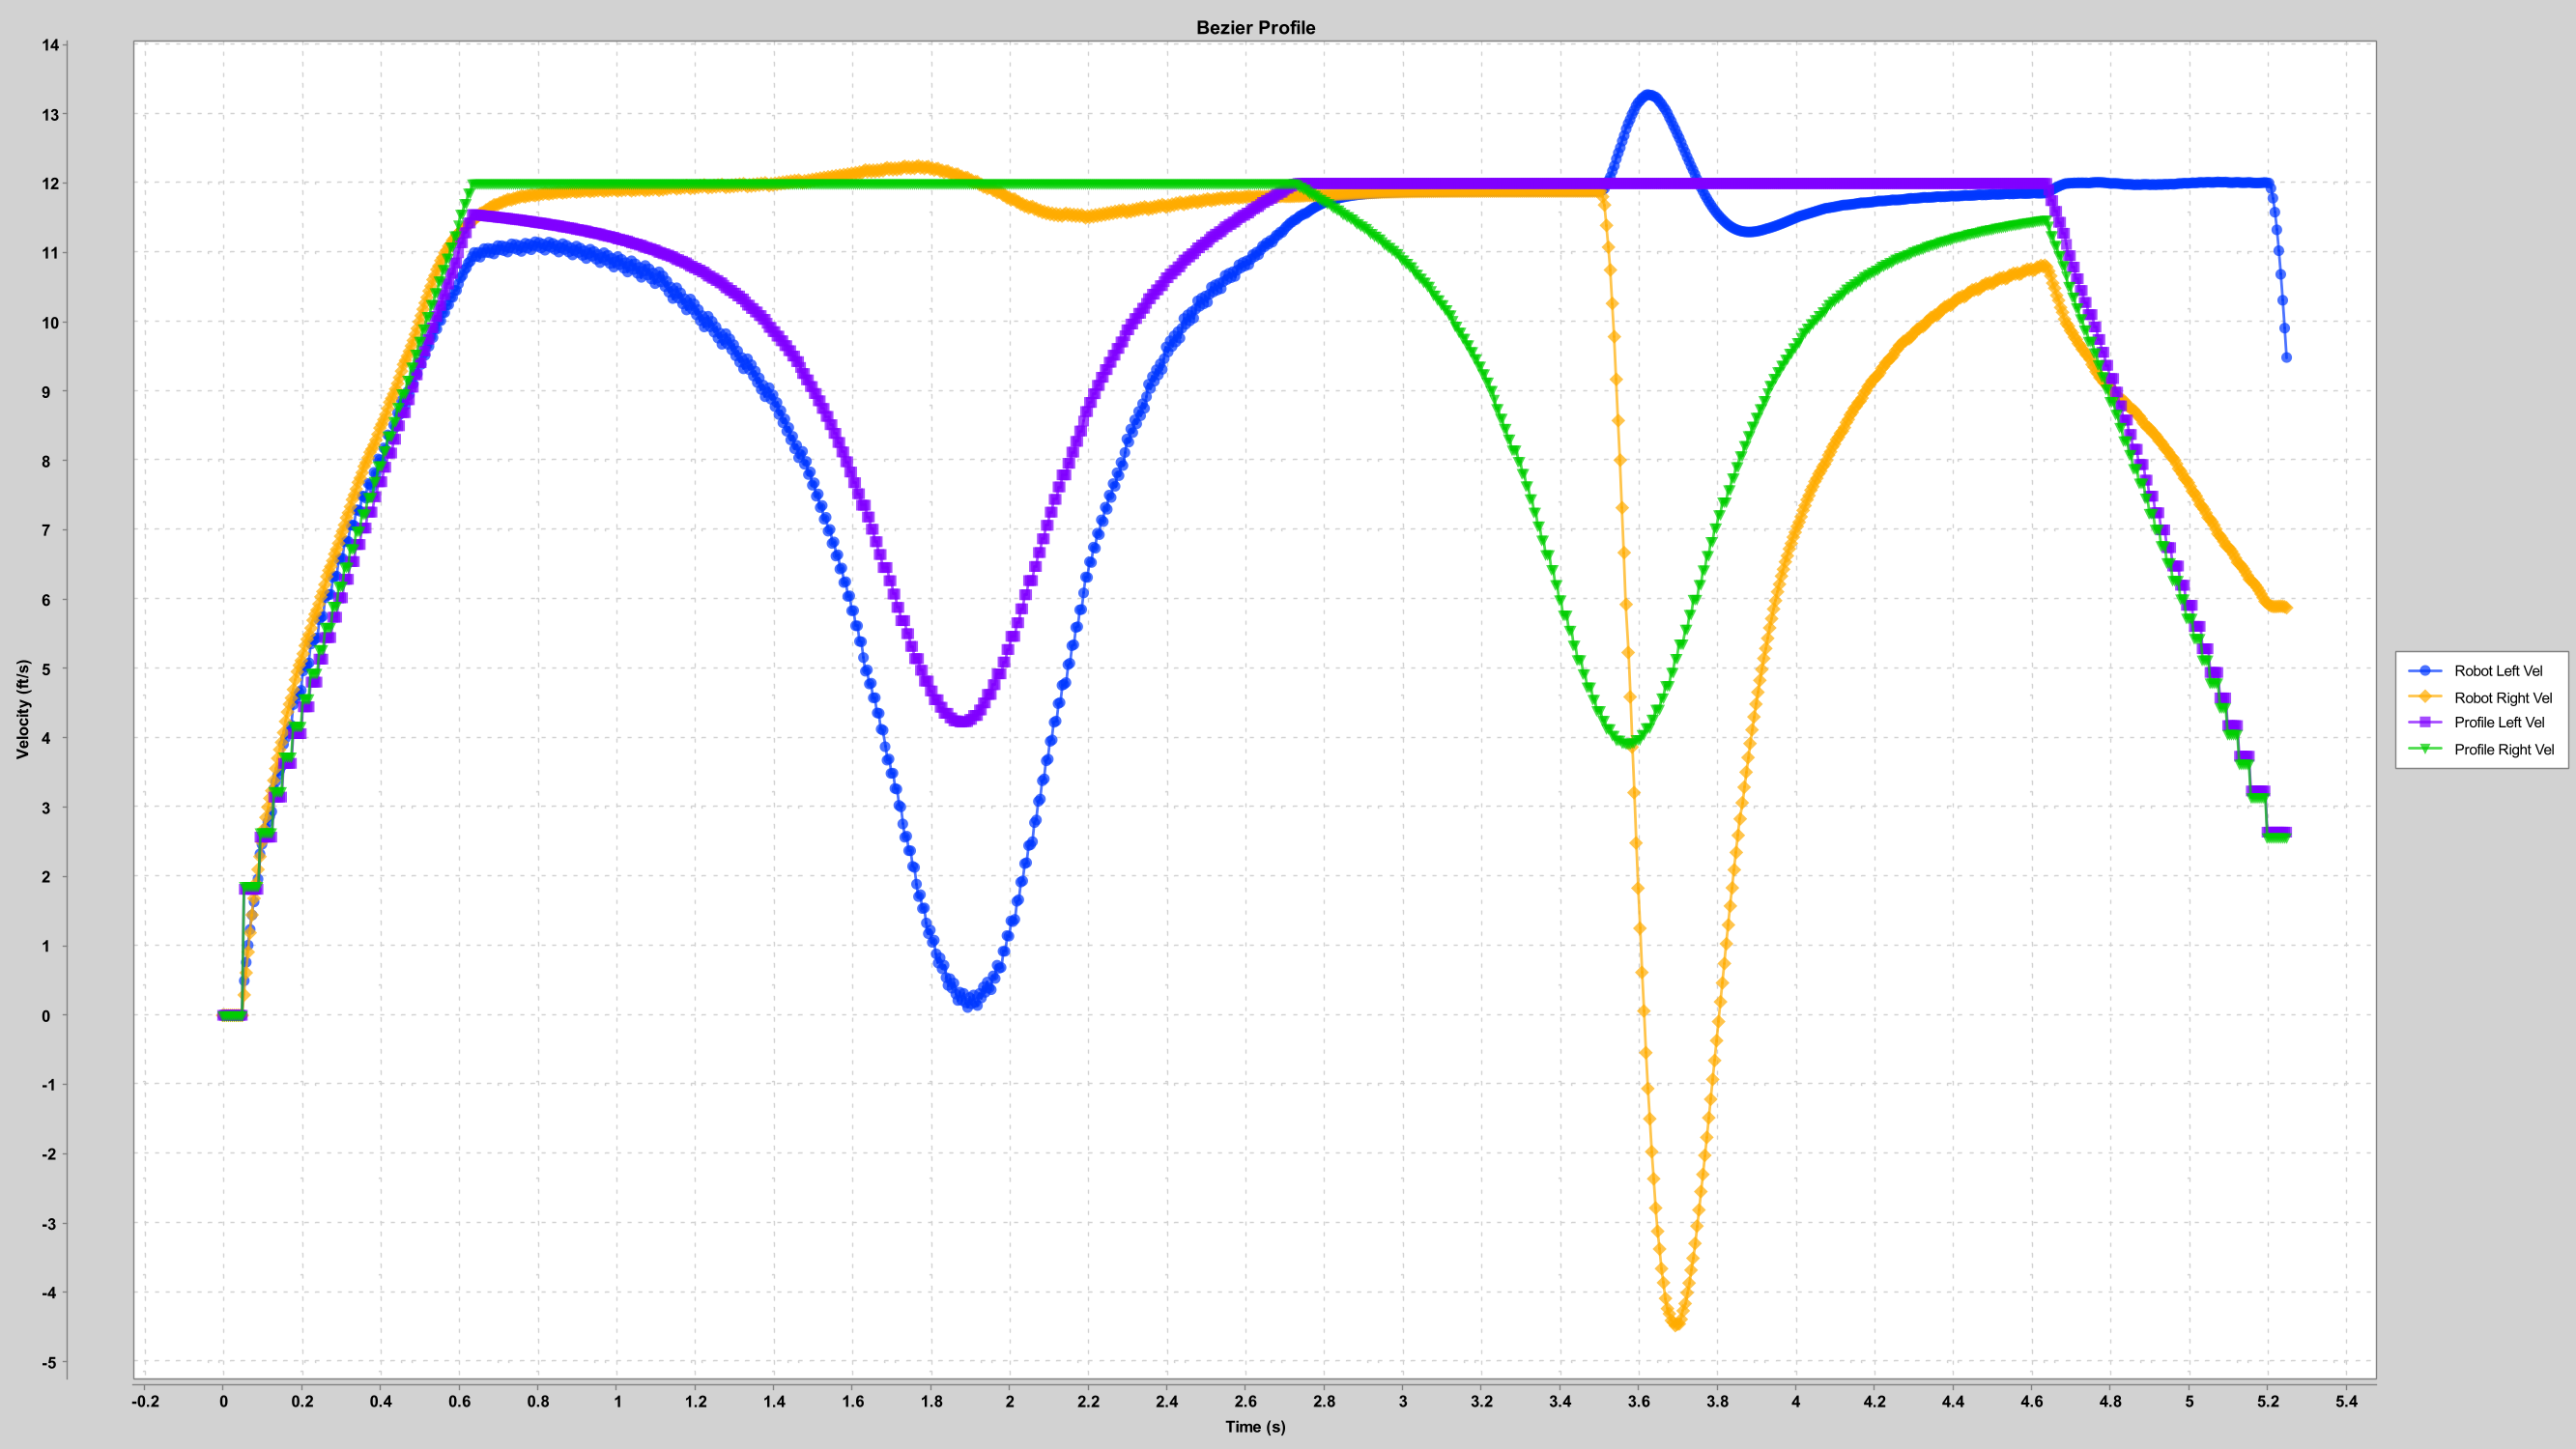 Bezier Profile
14
13
12
11
10
9
8
7
6
5
4
3
2
1
0
-1
-2
-3
-4
-5
Velocity (ft/s)
-0.2 0 0.2 0.4 0.6 0.8 1 1.2 1.4 1.6 1.8 2 2.2 2.4 2.6 2.8 3 3.2 3.4 3.6 3.8 4 4.2 4.4 4.6 4.8 5 5.2 5.4
Time (s)
Robot Left Vel
Robot Right Vel
Profile Left Vel
Profile Right Vel